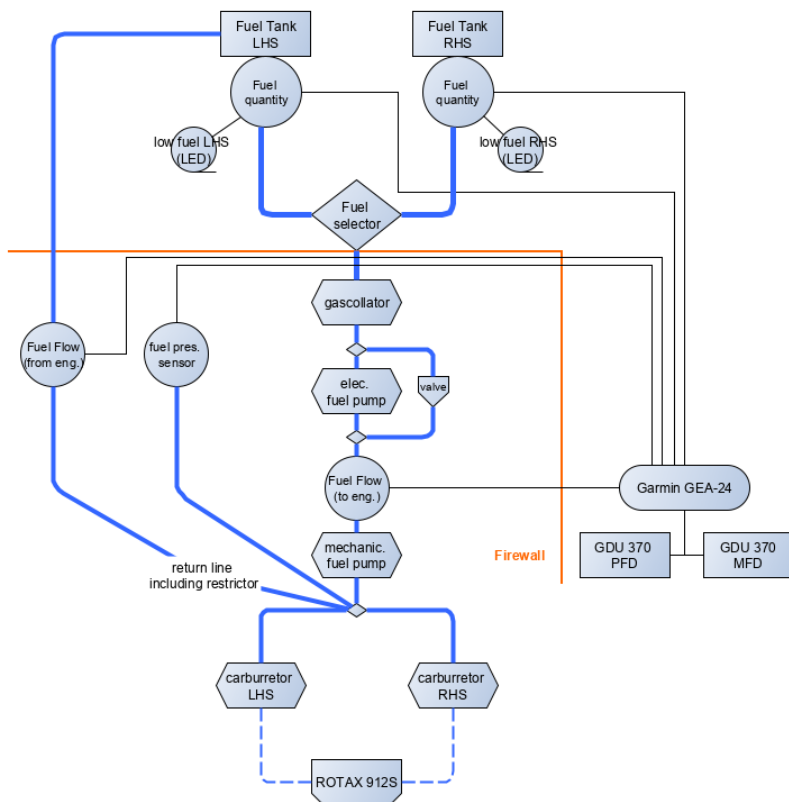 Fuel Tank
LHS
Fuel Tank
RHS
Fuel
quantity
Fuel
quantity
low fuel LHS
(LED)
low fuel RHS
(LED)
Fuel
selector
gascollator
Fuel Flow
(from eng.)
fuel pres.
sensor
elec.
fuel pump
valve
Fuel Flow
(to eng.)
Garmin GEA-24
mechanic.
fuel pump
Firewall
GDU 370
PFD
GDU 370
MFD
return line
including restrictor
carburretor
LHS
carburretor
RHS
ROTAX 912S